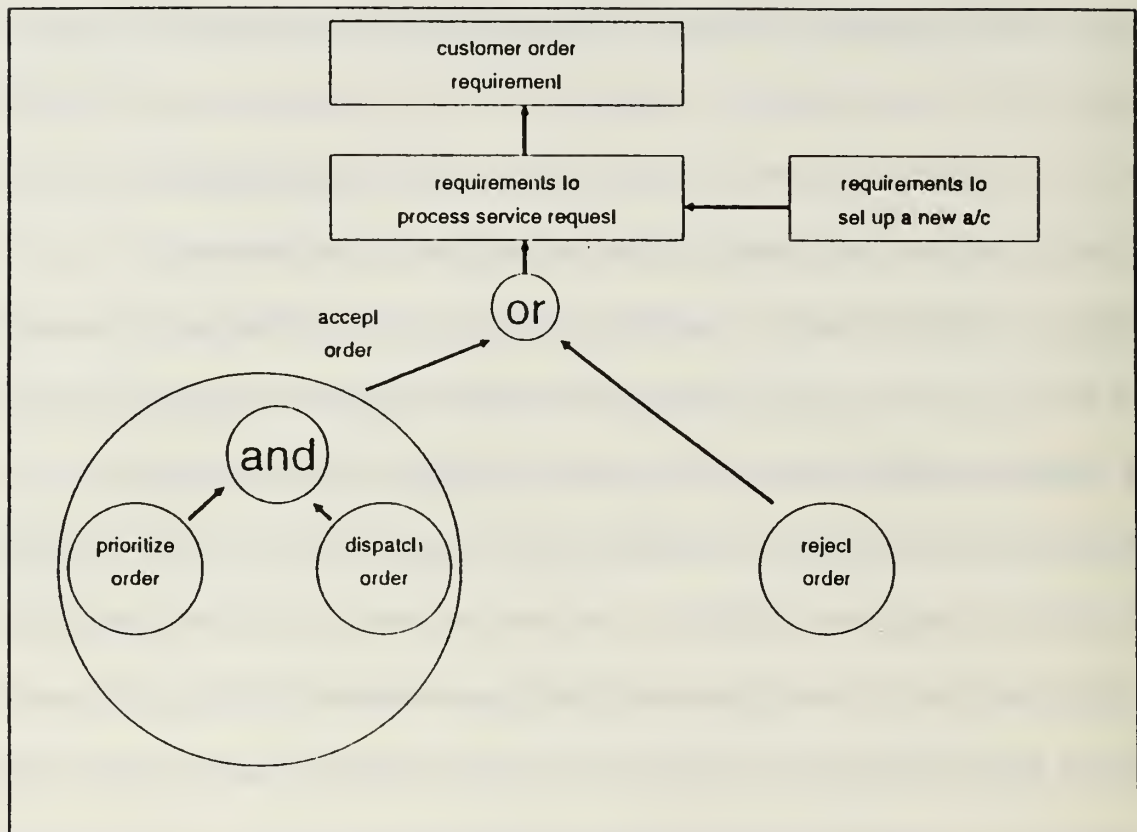 customer order
requirement
requirements to
process service request
requirements to
set up a new a/c
or
accept
order
and
prioritize
order
dispatch
order
reject
order